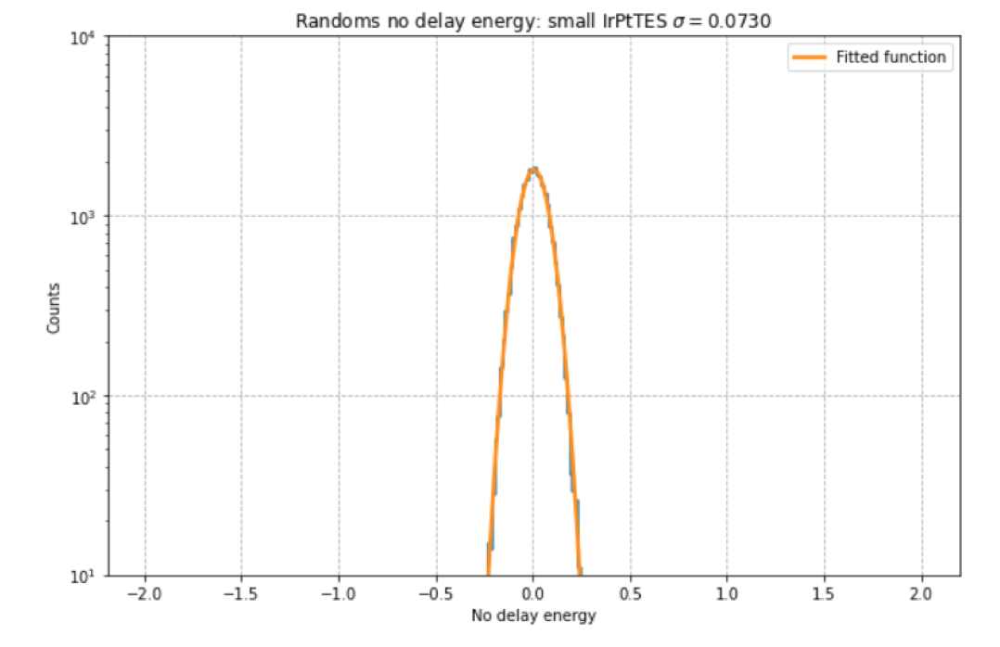 Randoms no delay energy: small IrPtTES σ = 0.0730
Fitted function
Counts
10⁴
10³
10²
10¹
−2.0 −1.5 −1.0 −0.5 0.0 0.5 1.0 1.5 2.0
No delay energy